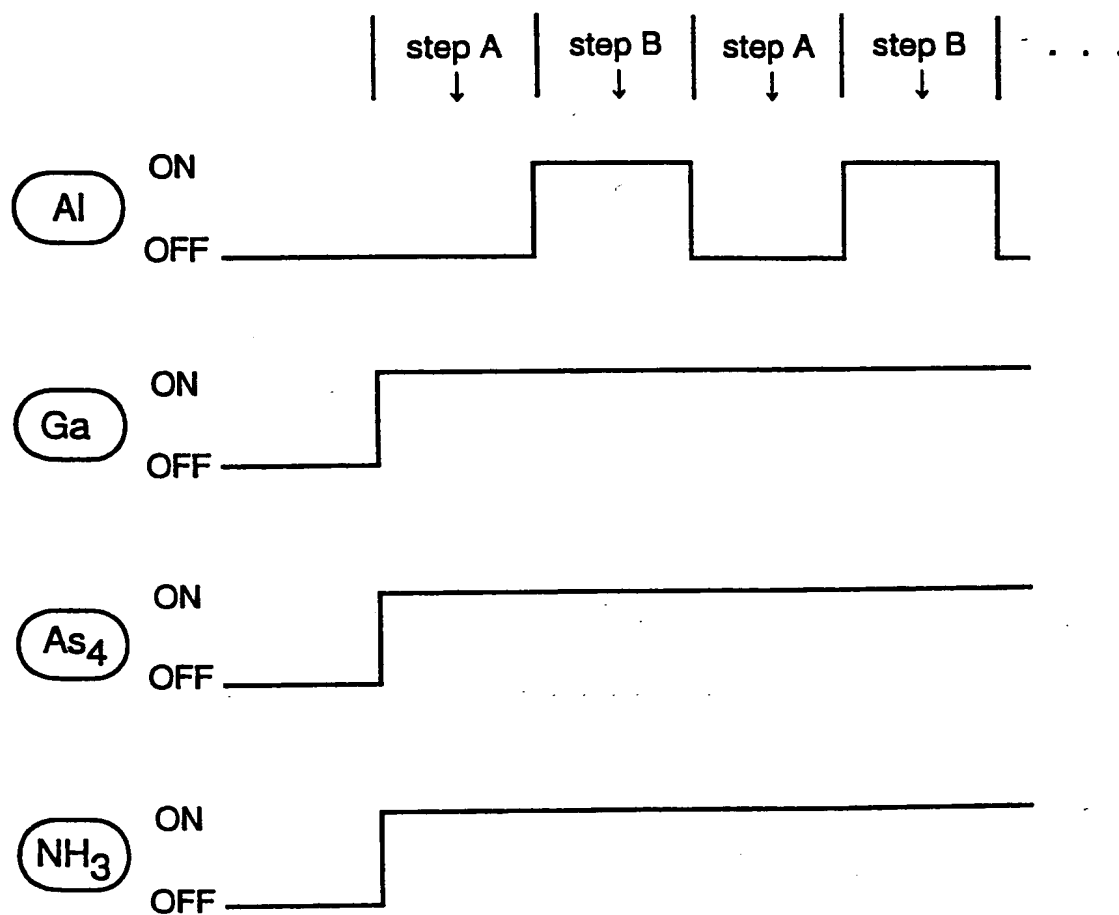 step A step B step A step B . . .
ON
Al
OFF
ON
Ga
OFF
ON
As4
OFF
ON
NH3
OFF